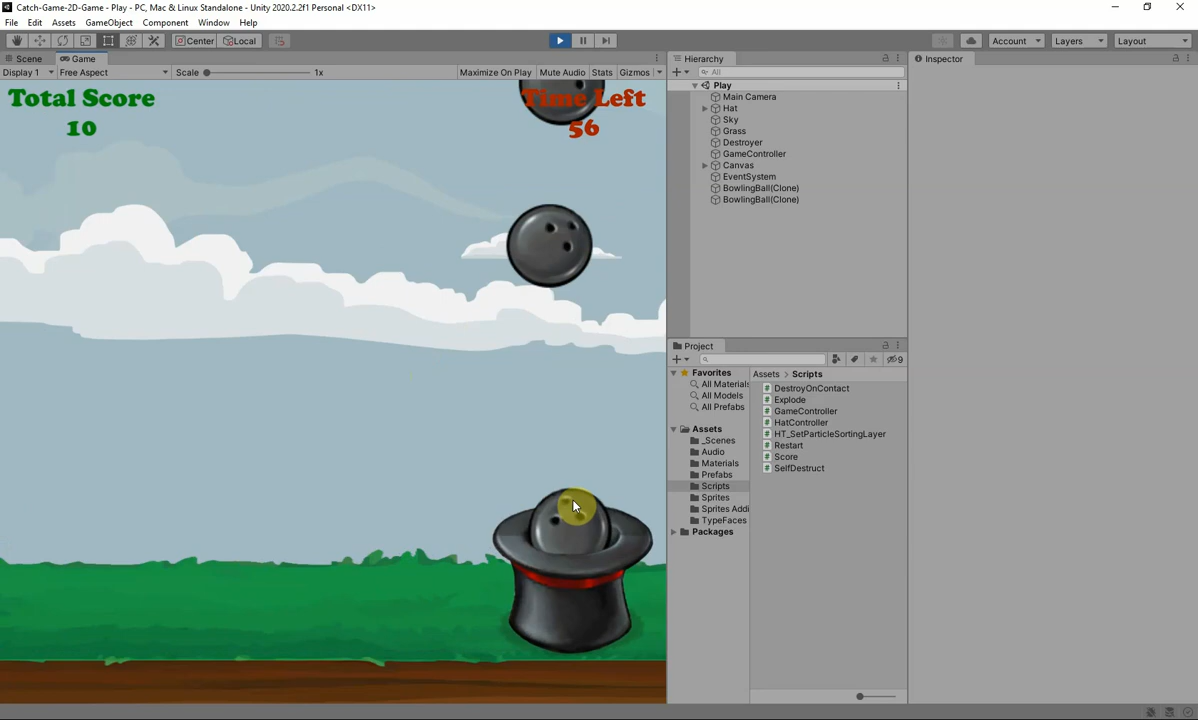 Catch-Game-2D-Game - Play - PC, Mac & Linux Standalone - Unity 2020.2.2f1 Personal <DX11>
File Edit Assets GameObject Component Window Help
Center Local Account Layers Layout
Scene Game
Display 1 Free Aspect Scale 1x Maximize On Play Mute Audio Stats Gizmos
Total Score
10
Time Left
56
Hierarchy
All
Play
Main Camera
Hat
Sky
Grass
Destroyer
GameController
Canvas
EventSystem
BowlingBall(Clone)
BowlingBall(Clone)
Project
9
Favorites
All Materials
All Models
All Prefabs
Assets
_Scenes
Audio
Materials
Prefabs
Scripts
Sprites
Sprites Addi
TypeFaces
Packages
Assets > Scripts
DestroyOnContact
Explode
GameController
HatController
HT_SetParticleSortingLayer
Restart
Score
SelfDestruct
Inspector